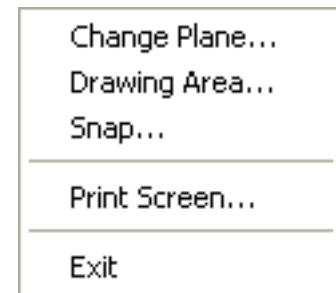 Change Plane...
Drawing Area...
Snap...
Print Screen...
Exit